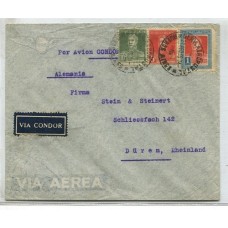 Por Avion CONDOR
Alemania
Firma
Stein & Steinert
Schliessfach 142
VIA CONDOR
Düren, Rheinland
VIA AEREA